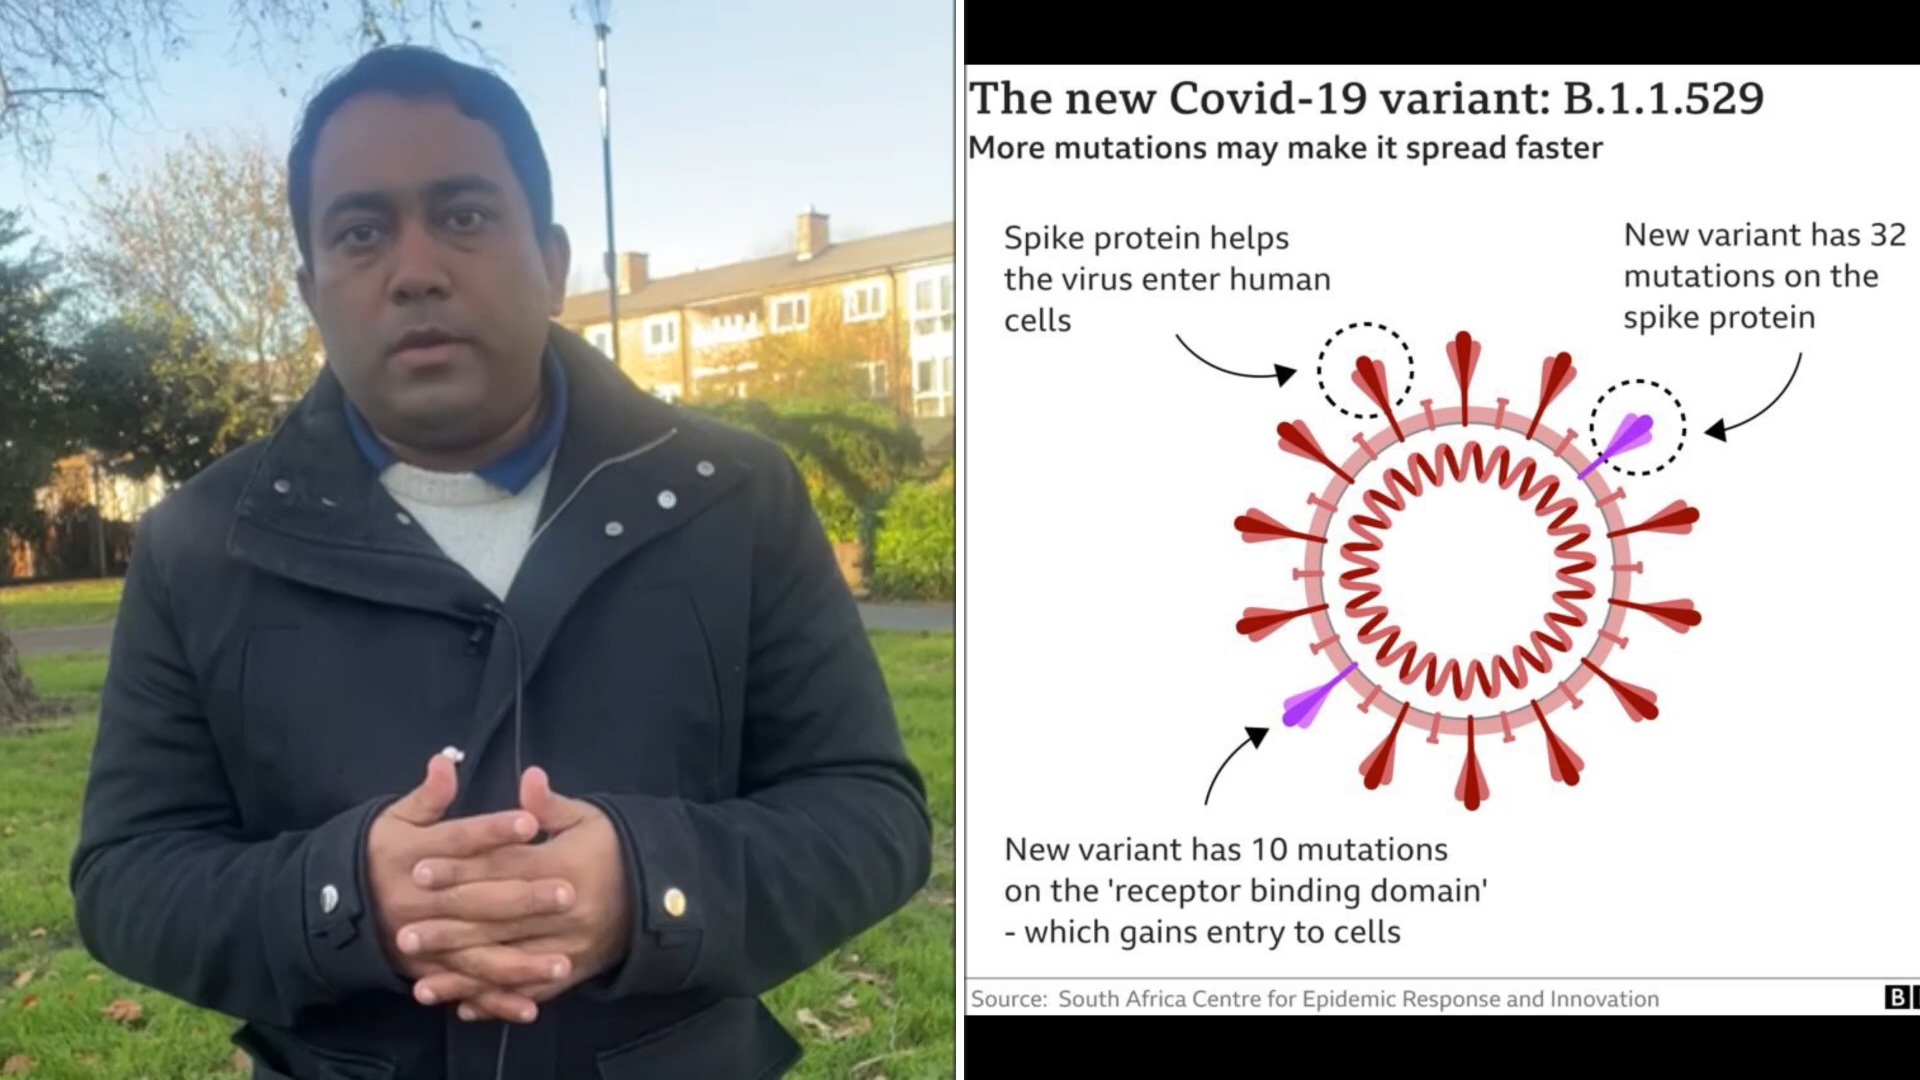 The new Covid-19 variant: B.1.1.529
More mutations may make it spread faster
Spike protein helps
the virus enter human
cells
New variant has 32
mutations on the
spike protein
New variant has 10 mutations
on the 'receptor binding domain'
- which gains entry to cells
Source: South Africa Centre for Epidemic Response and Innovation
B